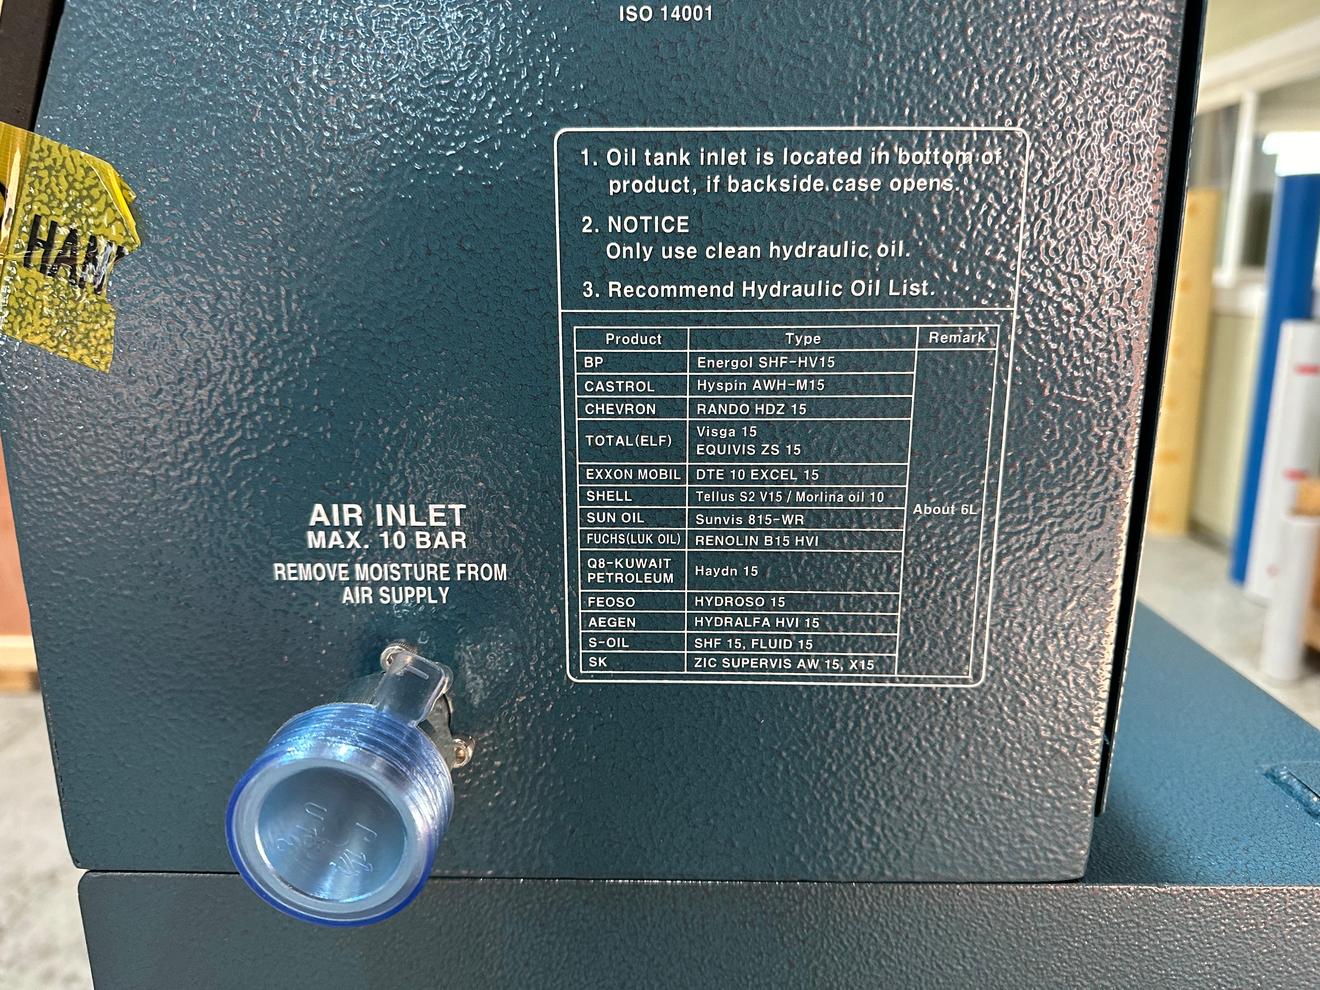 ISO 14001
1. Oil tank inlet is located in bottom of
product, if backside case opens.
2. NOTICE
Only use clean hydraulic oil.
3. Recommend Hydraulic Oil List.
Product Type Remark
BP Energol SHF-HV15
CASTROL Hyspin AWH-M15
CHEVRON RANDO HDZ 15
TOTAL(ELF) Visga 15
EQUIVIS ZS 15
EXXON MOBIL DTE 10 EXCEL 15
SHELL Tellus S2 V15 / Morlina oil 10
SUN OIL Sunvis 815-WR
About 6L
FUCHS(LUK OIL) RENOLIN B15 HVI
Q8-KUWAIT
PETROLEUM Haydn 15
FEOSO HYDROSO 15
AEGEN HYDRALFA HVI 15
S-OIL SHF 15, FLUID 15
SK ZIC SUPERVIS AW 15, X15
AIR INLET
MAX. 10 BAR
REMOVE MOISTURE FROM
AIR SUPPLY